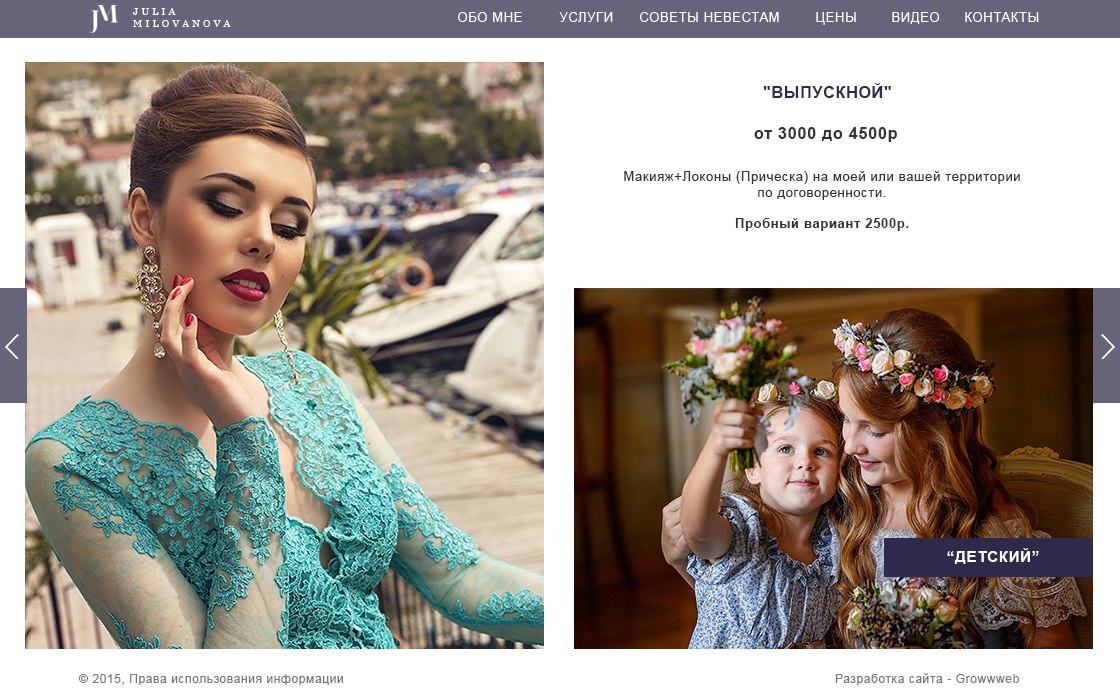 JM
JULIA
MILOVANOVA
ОБО МНЕ УСЛУГИ СОВЕТЫ НЕВЕСТАМ ЦЕНЫ ВИДЕО КОНТАКТЫ
"ВЫПУСКНОЙ"
от 3000 до 4500р
Макияж+Локоны (Прическа) на моей или вашей территории
по договоренности.
Пробный вариант 2500р.
“ДЕТСКИЙ”
© 2015, Права использования информации
Разработка сайта - Growwweb